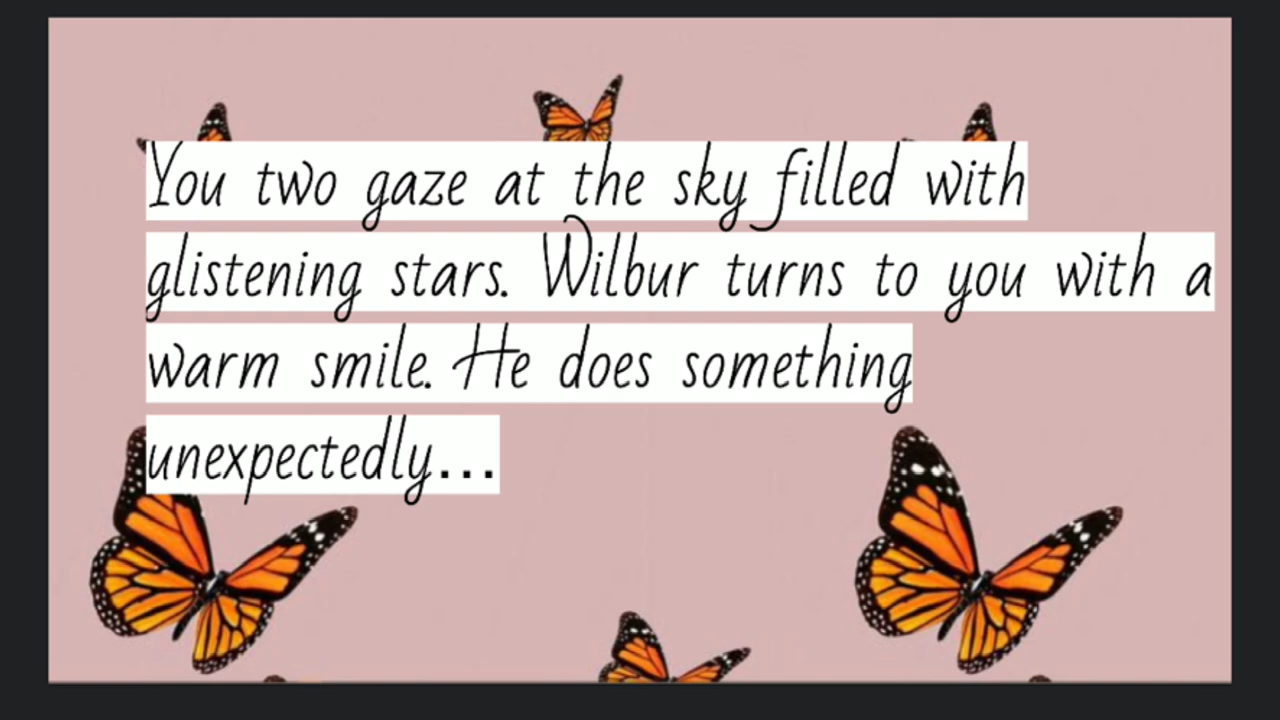 You two gaze at the sky filled with
glistening stars. Wilbur turns to you with a
warm smile. He does something
unexpectedly...